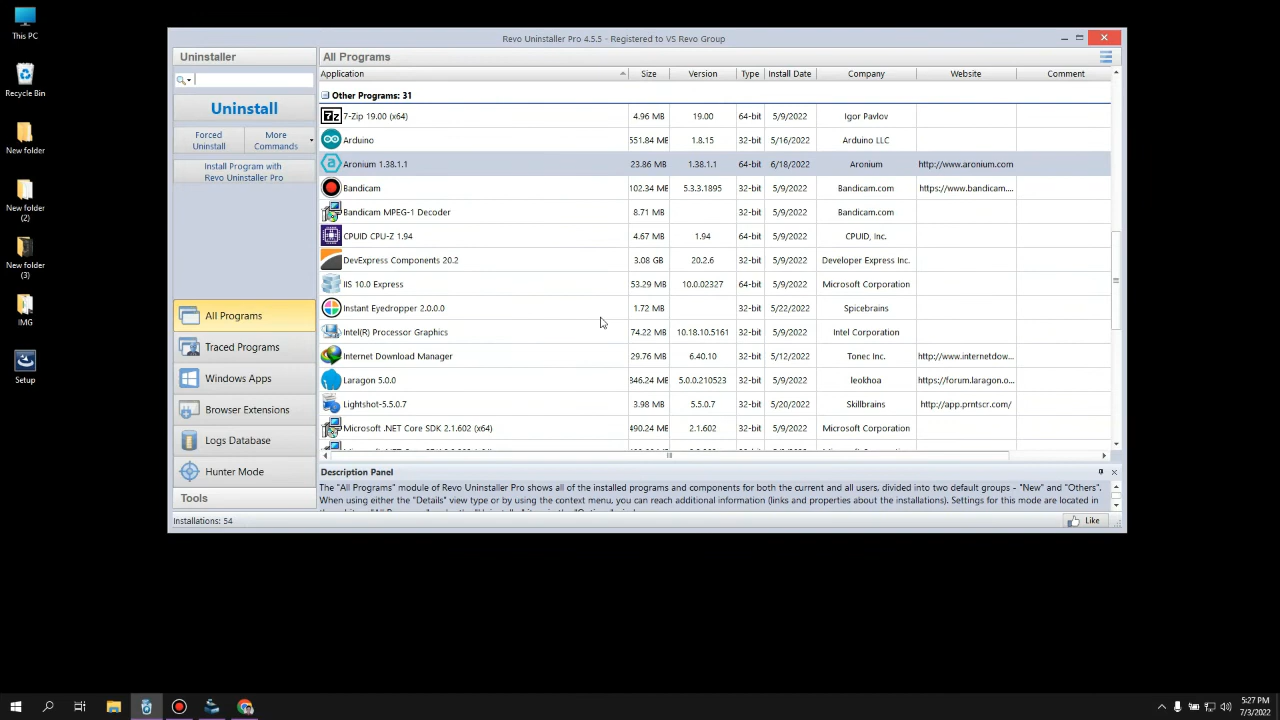 This PC
Recycle Bin
New folder
New folder
(2)
New folder
(3)
IMG
Setup
Revo Uninstaller Pro 4.5.5 - Registered to VS Revo Group
Uninstaller
Uninstall
Forced
Uninstall
More
Commands
Install Program with
Revo Uninstaller Pro
All Programs
Traced Programs
Windows Apps
Browser Extensions
Logs Database
Hunter Mode
Tools
All Programs
Application Size Version Type Install Date Company Website Comment
Other Programs: 31
7-Zip 19.00 (x64) 4.96 MB 19.00 64-bit 5/9/2022 Igor Pavlov
Arduino 551.84 MB 1.8.15 32-bit 5/16/2022 Arduino LLC
Aronium 1.38.1.1 23.86 MB 1.38.1.1 64-bit 6/18/2022 Aronium http://www.aronium.com
Bandicam 102.34 MB 5.3.3.1895 32-bit 5/9/2022 Bandicam.com https://www.bandicam....
Bandicam MPEG-1 Decoder 8.71 MB 32-bit 5/9/2022 Bandicam.com
CPUID CPU-Z 1.94 4.67 MB 1.94 64-bit 5/9/2022 CPUID, Inc.
DevExpress Components 20.2 3.08 GB 20.2.6 32-bit 5/9/2022 Developer Express Inc.
IIS 10.0 Express 53.29 MB 10.0.02327 64-bit 5/9/2022 Microsoft Corporation
Instant Eyedropper 2.0.0.0 1.72 MB 32-bit 5/22/2022 Spicebrains
Intel(R) Processor Graphics 74.22 MB 10.18.10.5161 32-bit 5/9/2022 Intel Corporation
Internet Download Manager 29.76 MB 6.40.10 32-bit 5/12/2022 Tonec Inc. http://www.internetdow...
Laragon 5.0.0 346.24 MB 5.0.0.210523 32-bit 5/9/2022 leokhoa https://forum.laragon.o...
Lightshot-5.5.0.7 3.98 MB 5.5.0.7 32-bit 5/20/2022 Skillbrains http://app.prntscr.com/
Microsoft .NET Core SDK 2.1.602 (x64) 490.24 MB 2.1.602 32-bit 5/9/2022 Microsoft Corporation
Description Panel
The "All Programs" module of Revo Uninstaller Pro shows all of the installed programs and components for both the current and all users, divided into two default groups - "New" and "Others".
When using either the "Details" view type or by using the context menu, you can reach additional information (links and properties about the installations). Settings for this mode are located in
Installations: 54
Like
5:27 PM
7/3/2022